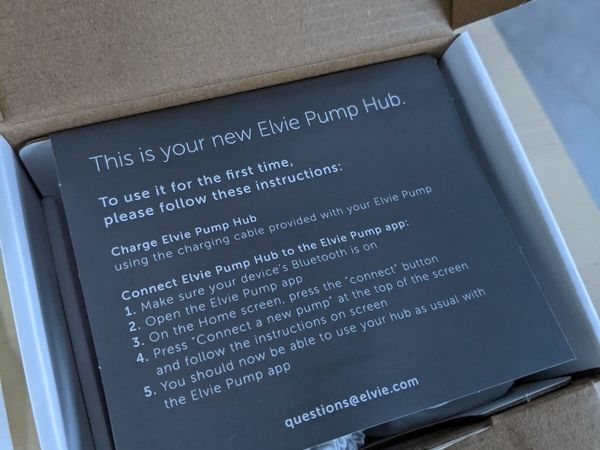 This is your new Elvie Pump Hub.
To use it for the first time,
please follow these instructions:
Charge Elvie Pump Hub
using the charging cable provided with your Elvie Pump
Connect Elvie Pump Hub to the Elvie Pump app:
1. Make sure your device's Bluetooth is on
2. Open the Elvie Pump app
3. On the Home screen, press the "connect" button
4. Press "Connect a new pump" at the top of the screen
and follow the instructions on screen
5. You should now be able to use your hub as usual with
the Elvie Pump app
questions@elvie.com